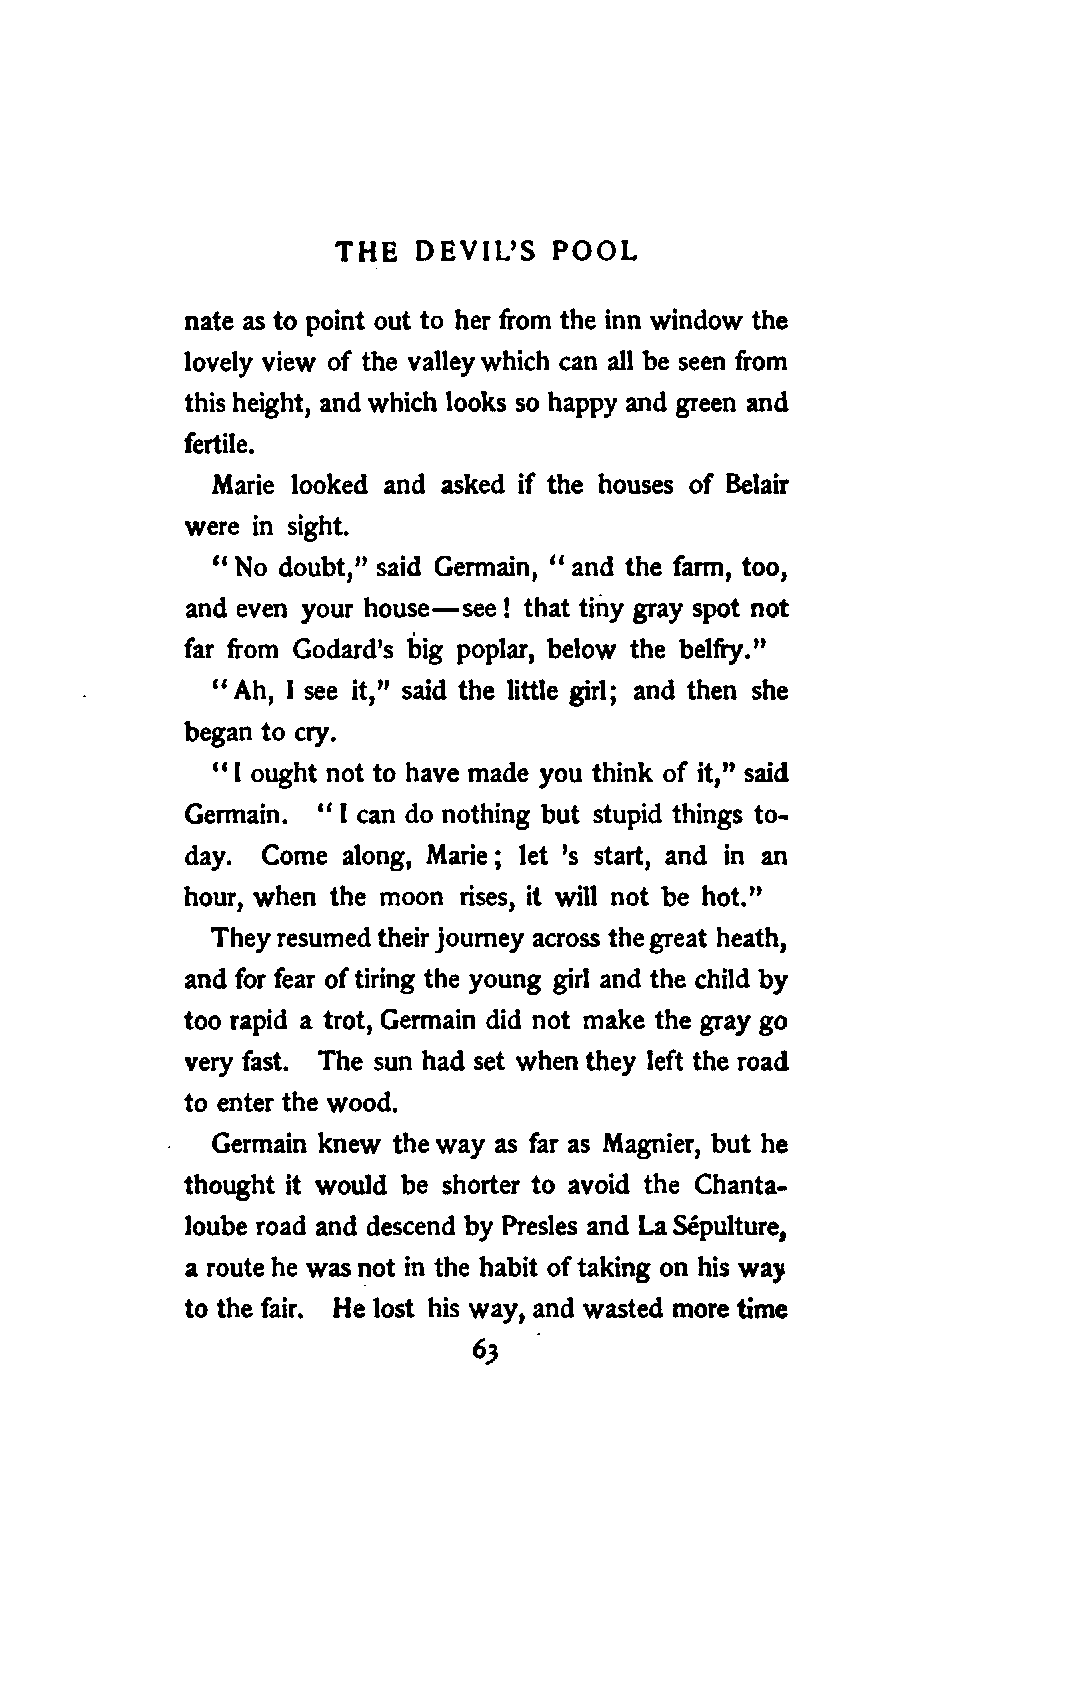 THE DEVIL'S POOL
nate as to point out to her from the inn window the
lovely view of the valley which can all be seen from
this height, and which looks so happy and green and
fertile.
Marie looked and asked if the houses of Belair
were in sight.
"No doubt," said Germain, "and the farm, too,
and even your house—see! that tiny gray spot not
far from Godard's big poplar, below the belfry."
"Ah, I see it," said the little girl; and then she
began to cry.
"I ought not to have made you think of it," said
Germain. "I can do nothing but stupid things to-
day. Come along, Marie; let 's start, and in an
hour, when the moon rises, it will not be hot."
They resumed their journey across the great heath,
and for fear of tiring the young girl and the child by
too rapid a trot, Germain did not make the gray go
very fast. The sun had set when they left the road
to enter the wood.
Germain knew the way as far as Magnier, but he
thought it would be shorter to avoid the Chanta-
loube road and descend by Presles and La Sépulture,
a route he was not in the habit of taking on his way
to the fair. He lost his way, and wasted more time
63